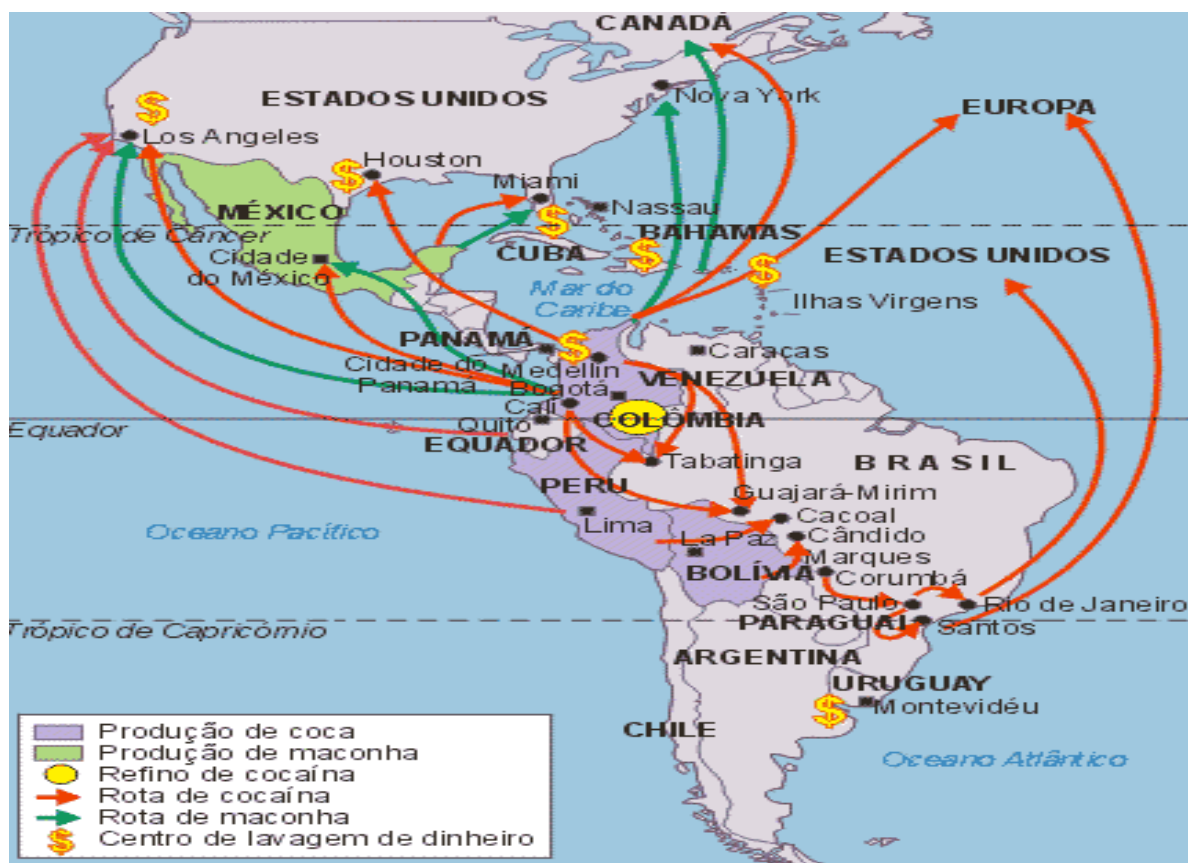 CANADÁ
Nova York
ESTADOS UNIDOS
EUROPA
Los Angeles
Houston
Miami
Nassau
MÉXICO
Trópico de Câncer
BAHAMAS
CUBA
ESTADOS UNIDOS
Cidade
do México
Mar do
Caribe
Ilhas Virgens
PANAMÁ
Cidade do
Panamá
Medellín
Caracas
VENEZUELA
Bogotá
Cali
COLÔMBIA
Equador
Quito
EQUADOR
Tabatinga
BRASIL
PERU
Guajará-Mirim
Lima
Cacoal
Oceano Pacífico
La Paz
Cândido
Marques
BOLÍVIA
Corumbá
São Paulo
Rio de Janeiro
PARAGUAI
Santos
Trópico de Capricórnio
ARGENTINA
URUGUAY
Montevidéu
CHILE
Oceano Atlântico
Produção de coca
Produção de maconha
Refino de cocaína
Rota de cocaína
Rota de maconha
$ Centro de lavagem de dinheiro